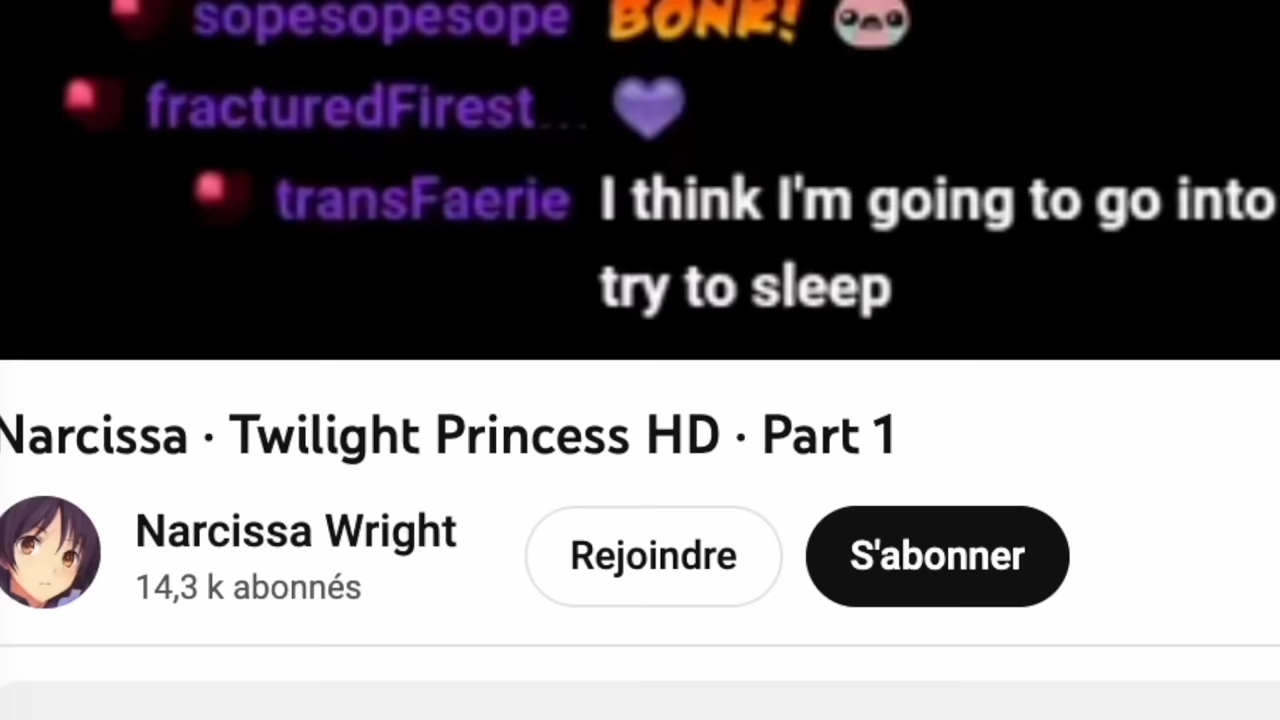 sopesopesope BONK!
fracturedFirest...
transFaerie I think I'm going to go into
try to sleep
Narcissa · Twilight Princess HD · Part 1
Narcissa Wright
14,3 k abonnés
Rejoindre
S'abonner